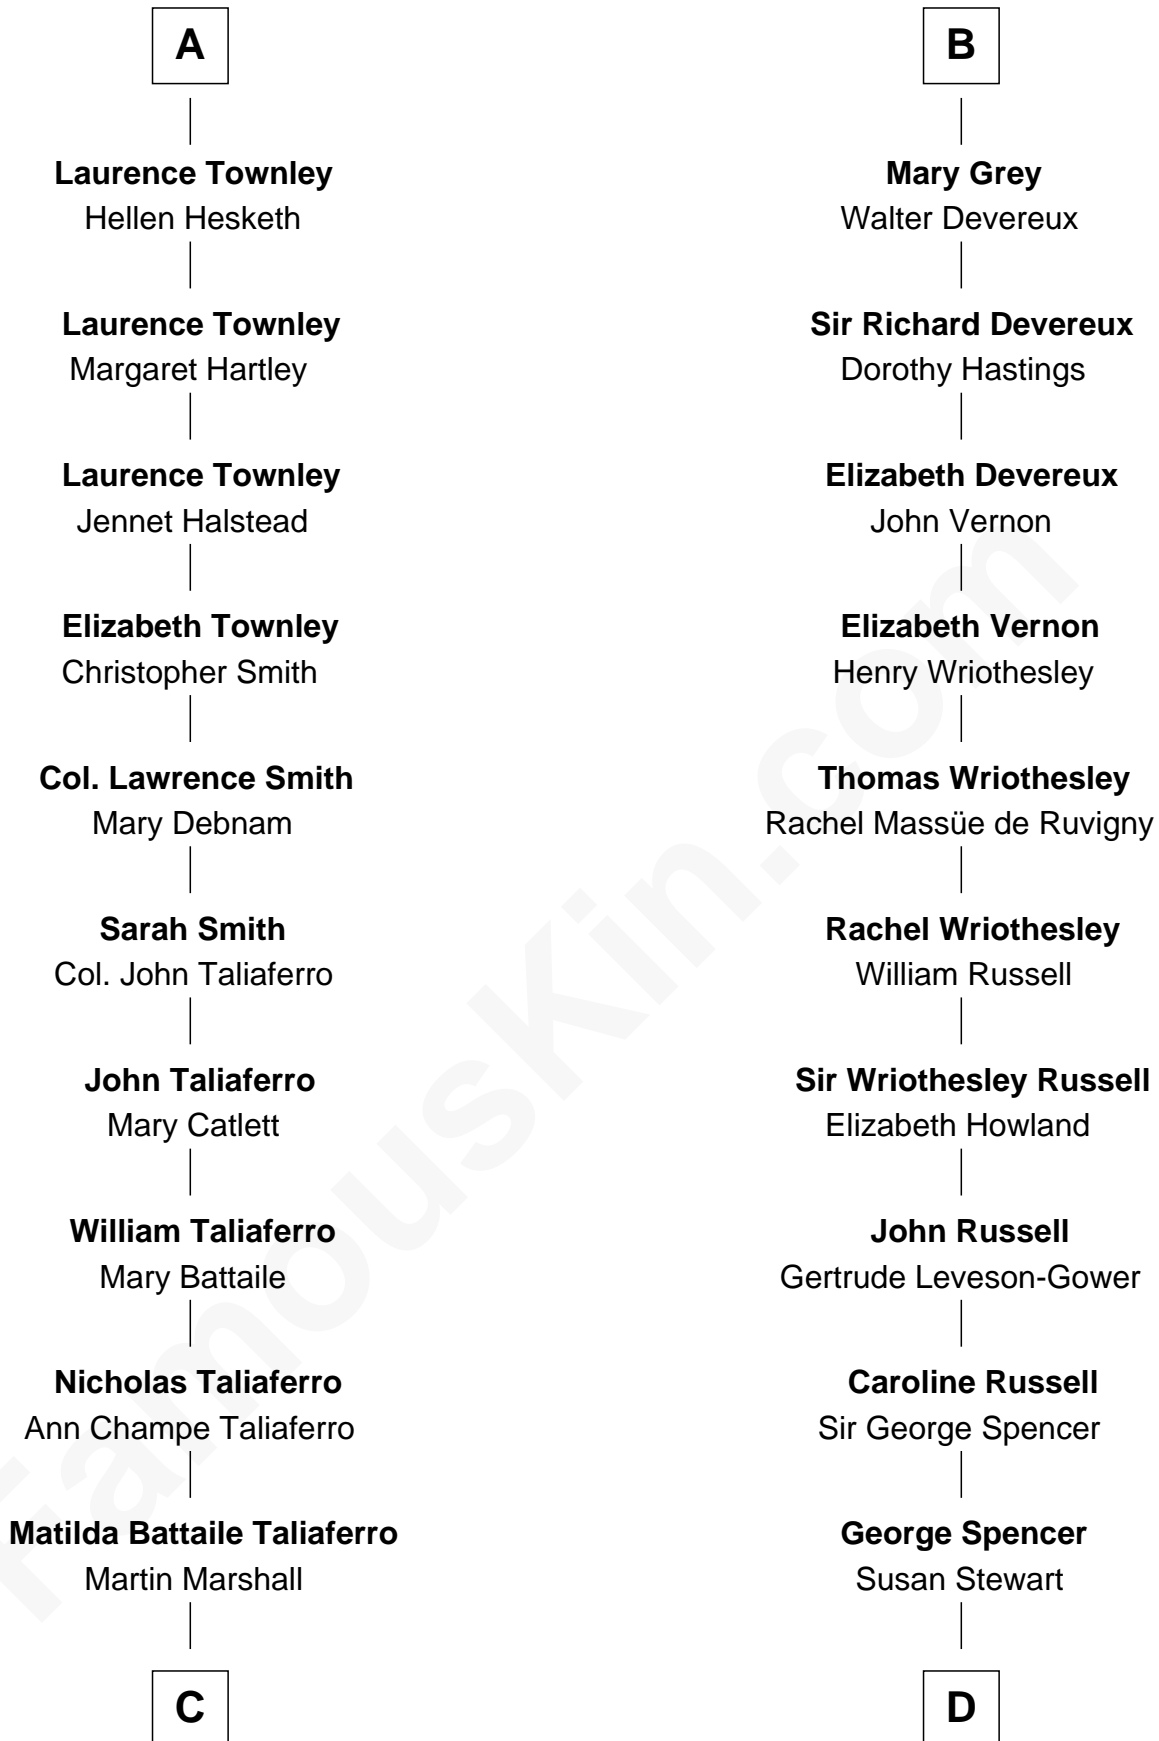 A
Laurence Townley
Hellen Hesketh
Laurence Townley
Margaret Hartley
Laurence Townley
Jennet Halstead
Elizabeth Townley
Christopher Smith
Col. Lawrence Smith
Mary Debnam
Sarah Smith
Col. John Taliaferro
John Taliaferro
Mary Catlett
William Taliaferro
Mary Battaile
Nicholas Taliaferro
Ann Champe Taliaferro
Matilda Battaile Taliaferro
Martin Marshall
C
B
Mary Grey
Walter Devereux
Sir Richard Devereux
Dorothy Hastings
Elizabeth Devereux
John Vernon
Elizabeth Vernon
Henry Wriothesley
Thomas Wriothesley
Rachel Massüe de Ruvigny
Rachel Wriothesley
William Russell
Sir Wriothesley Russell
Elizabeth Howland
John Russell
Gertrude Leveson-Gower
Caroline Russell
Sir George Spencer
George Spencer
Susan Stewart
D
FamousKin.com